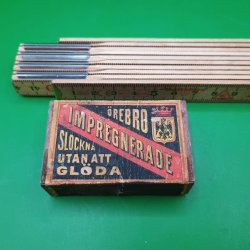 ÖREBRO
IMPREGNERADE
SLOCKNA
UTAN ATT
GLÖDA